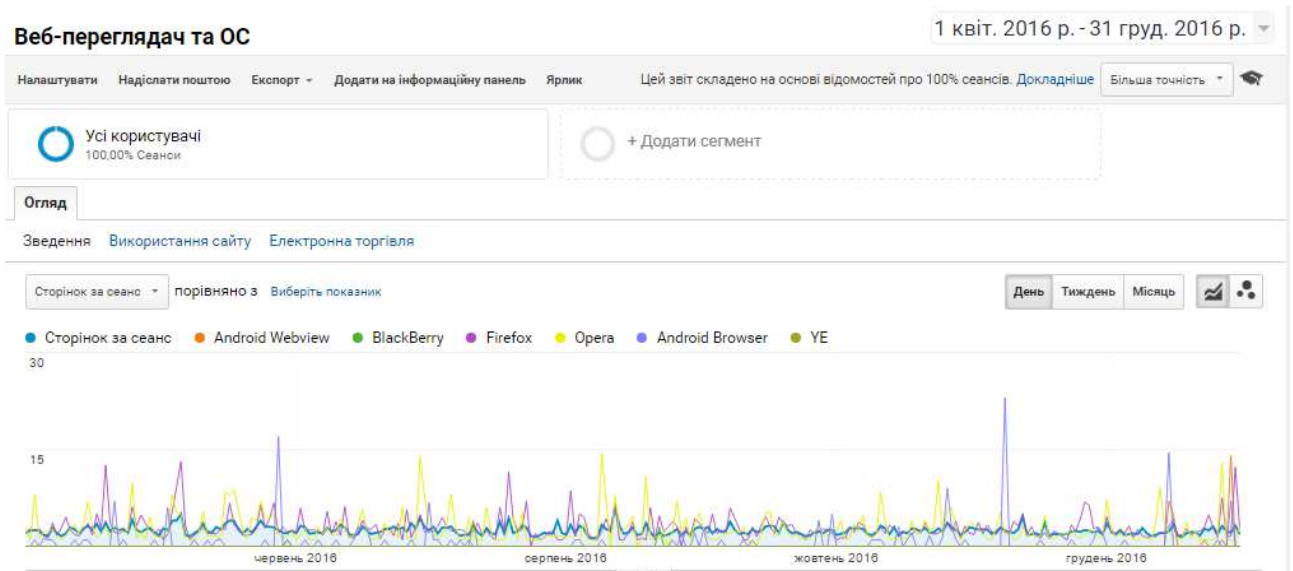 Веб-переглядач та ОС
1 квіт. 2016 р. - 31 груд. 2016 р.
Налаштувати Надіслати поштою Експорт Додати на інформаційну панель Ярлик Цей звіт складено на основі відомостей про 100% сеансів. Докладніше Більша точність
Усі користувачі
100,00% Сеанси
+ Додати сегмент
Огляд
Зведення Використання сайту Електронна торгівля
Сторінок за сеанс порівняно з Виберіть показник День Тиждень Місяць
Сторінок за сеанс Android Webview BlackBerry Firefox Opera Android Browser YE
30
15
червень 2016 серпень 2016 жовтень 2016 грудень 2016